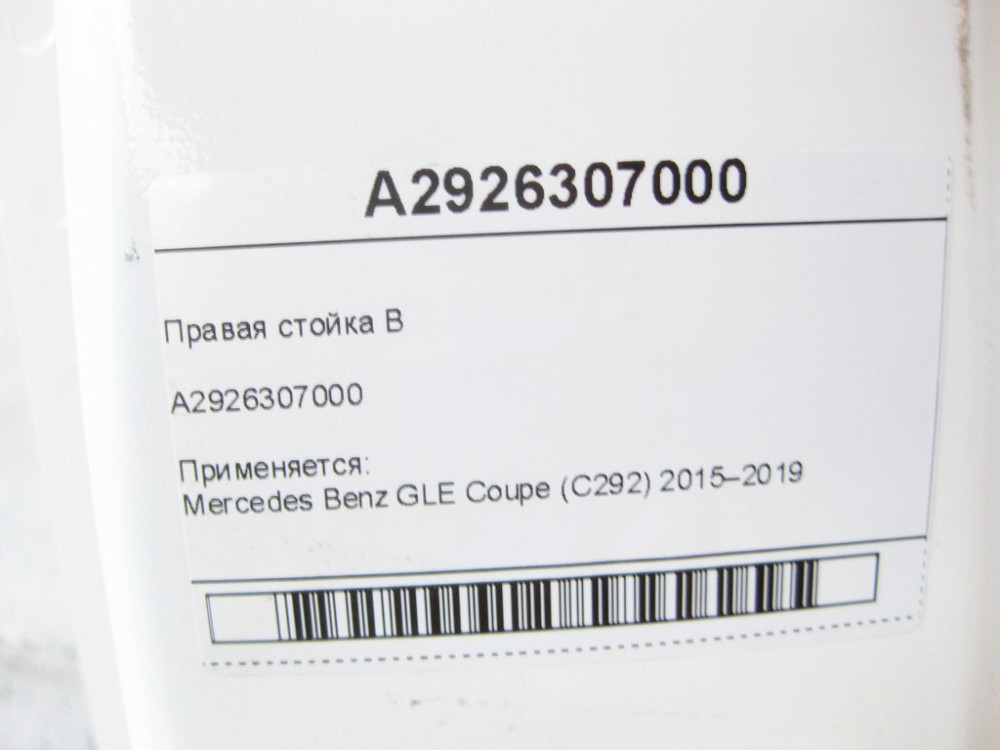 A2926307000
Правая стойка В
A2926307000
Применяется:
Mercedes Benz GLE Coupe (C292) 2015–2019